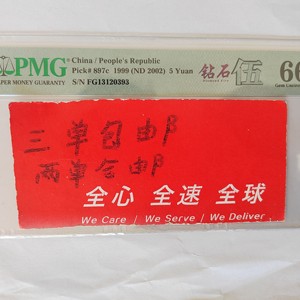 PMG
PAPER MONEY GUARANTY
China / People's Republic
Pick# 897c 1999 (ND 2002) 5 Yuan
S/N FG13120393
钻石 伍
66
三单包邮
两单全邮
全心 全速 全球
We Care / We Serve / We Deliver